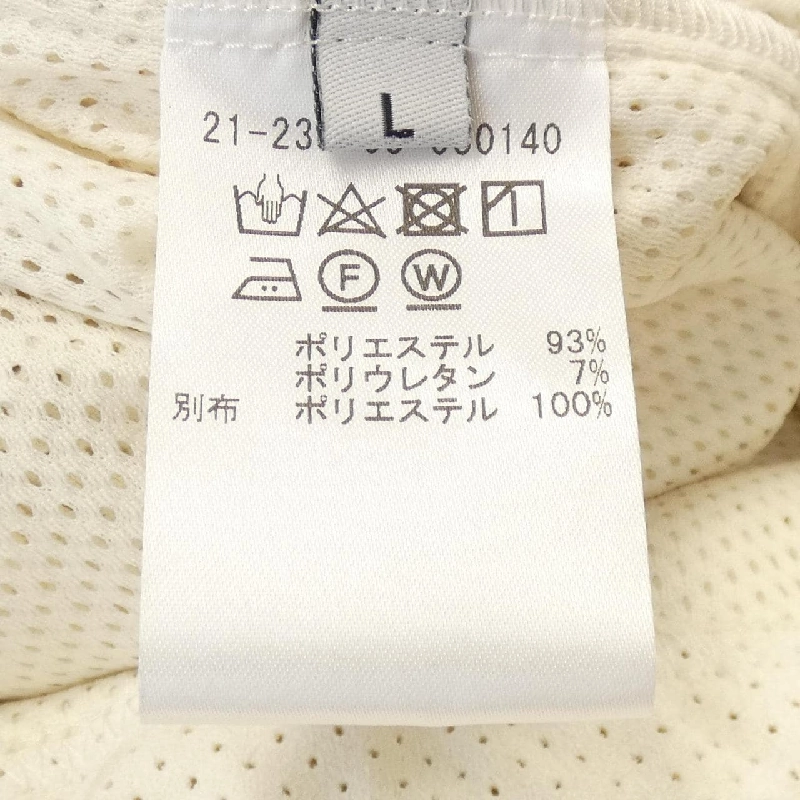 L
21-23 0140
F W
ポリエステル 93%
ポリウレタン 7%
別布 ポリエステル 100%